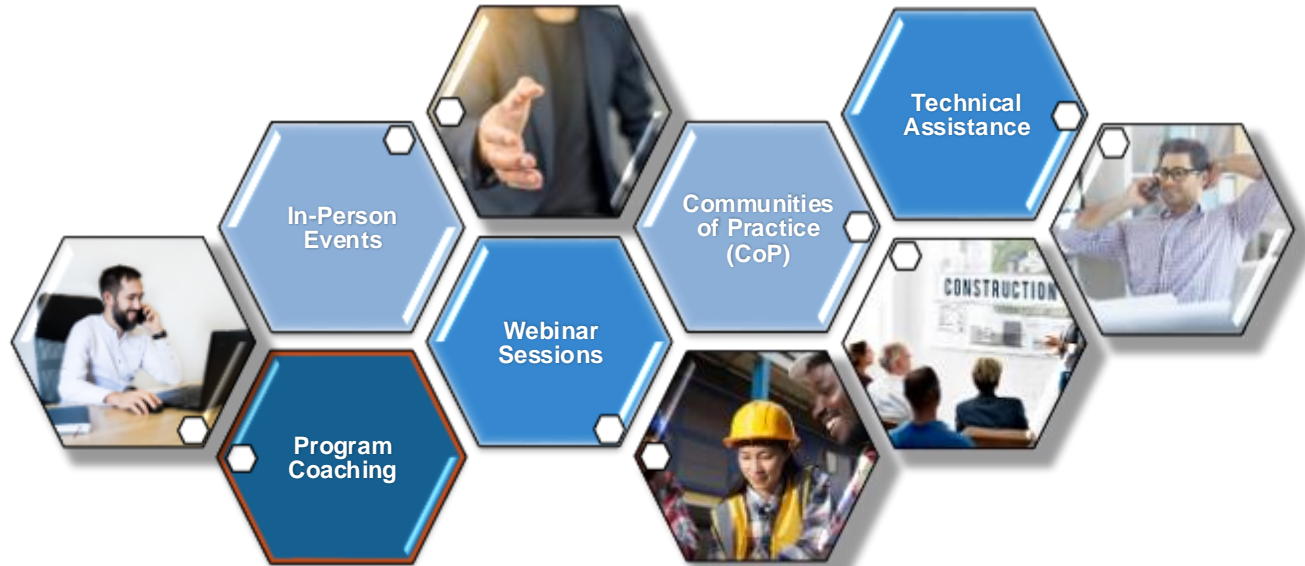 In-Person
Events
Program
Coaching
Webinar
Sessions
Communities
of Practice
(CoP)
Technical
Assistance
CONSTRUCTION